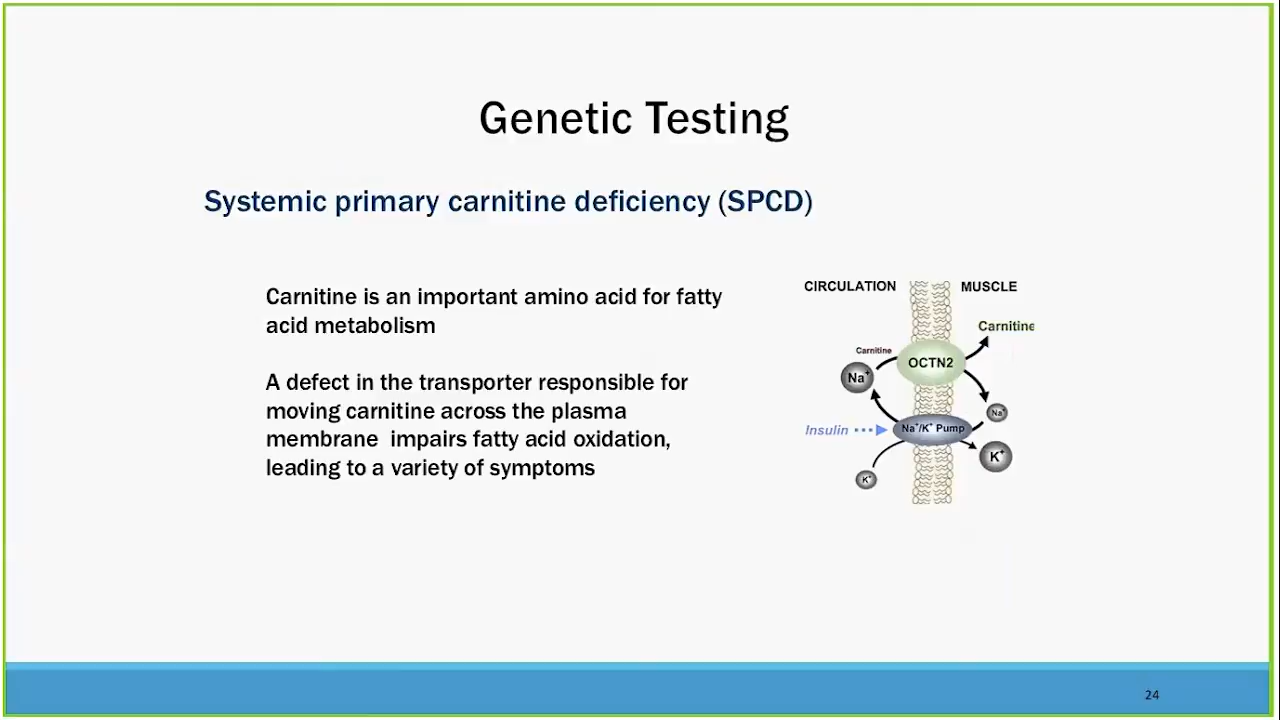 Genetic Testing
Systemic primary carnitine deficiency (SPCD)
Carnitine is an important amino acid for fatty
acid metabolism
A defect in the transporter responsible for
moving carnitine across the plasma
membrane impairs fatty acid oxidation,
leading to a variety of symptoms
CIRCULATION
MUSCLE
Carnitine
Carnitine
OCTN2
Na⁺
Na⁺
Insulin
Na⁺/K⁺ Pump
K⁺
K⁺
24